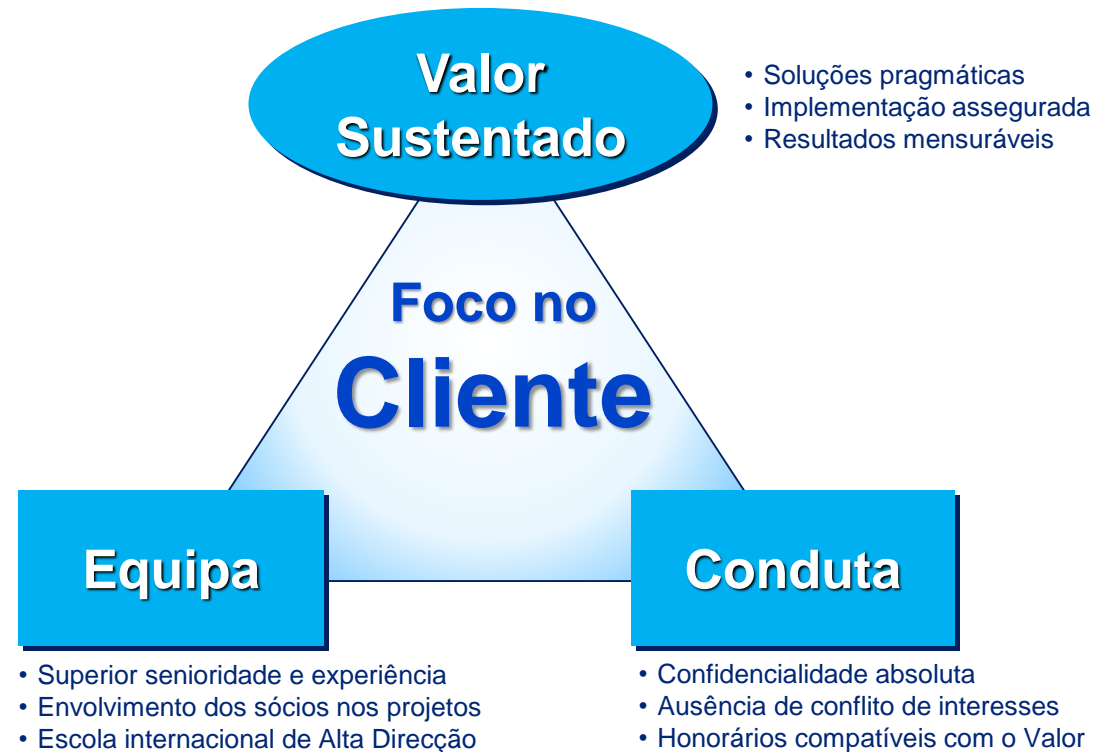 Valor
Sustentado
• Soluções pragmáticas
• Implementação assegurada
• Resultados mensuráveis
Foco no
Cliente
Equipa
• Superior senioridade e experiência
• Envolvimento dos sócios nos projetos
• Escola internacional de Alta Direcção
Conduta
• Confidencialidade absoluta
• Ausência de conflito de interesses
• Honorários compatíveis com o Valor